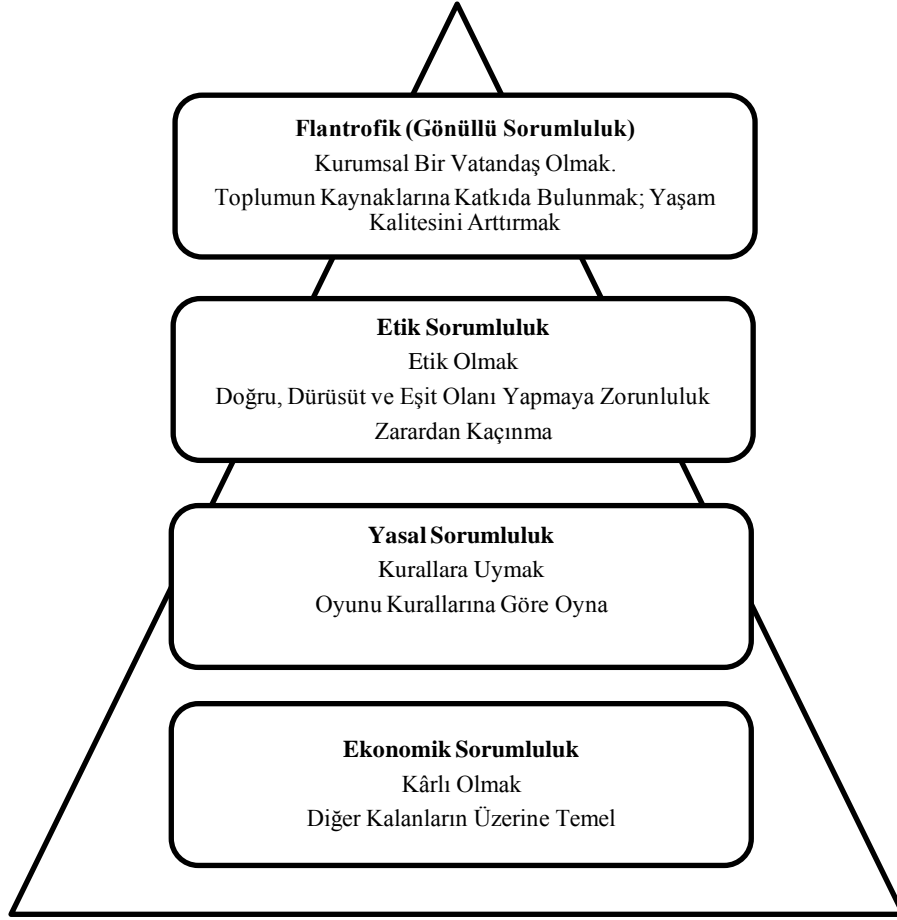 Flantrofik (Gönüllü Sorumluluk)
Kurumsal Bir Vatandaş Olmak.
Toplumun Kaynaklarına Katkıda Bulunmak; Yaşam
Kalitesini Arttırmak
Etik Sorumluluk
Etik Olmak
Doğru, Dürüsüt ve Eşit Olanı Yapmaya Zorunluluk
Zarardan Kaçınma
Yasal Sorumluluk
Kurallara Uymak
Oyunu Kurallarına Göre Oyna
Ekonomik Sorumluluk
Kârlı Olmak
Diğer Kalanların Üzerine Temel